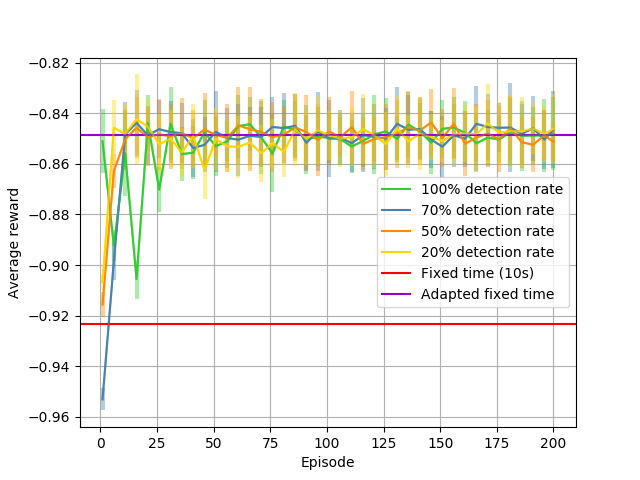 −0.82
−0.84
−0.86
−0.88
−0.90
−0.92
−0.94
−0.96
Average reward
100% detection rate
70% detection rate
50% detection rate
20% detection rate
Fixed time (10s)
Adapted fixed time
0 25 50 75 100 125 150 175 200
Episode